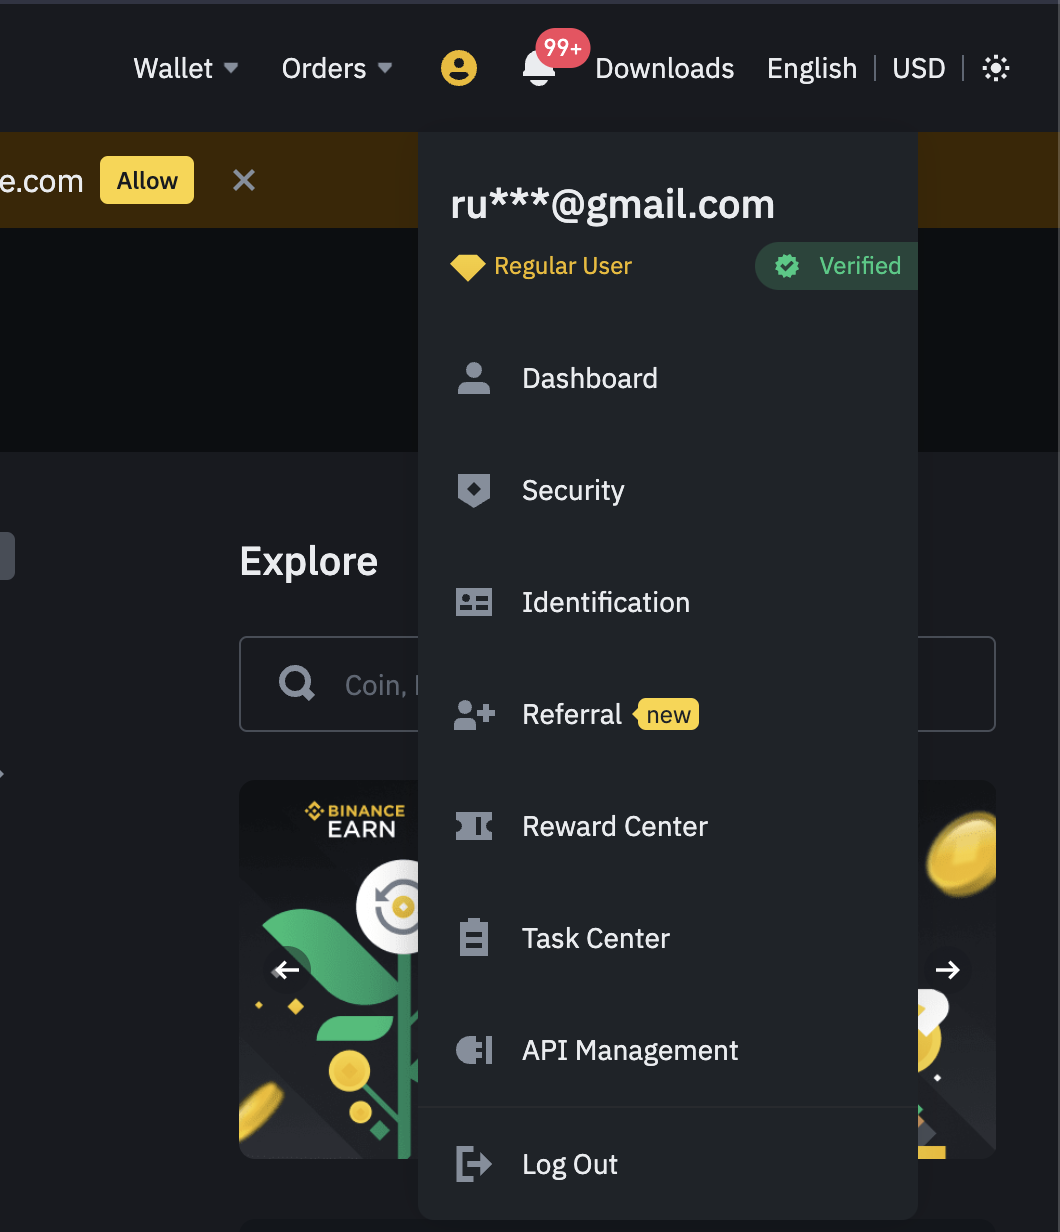 Wallet Orders 99+ Downloads English USD
e.com Allow
ru***@gmail.com
Regular User Verified
Dashboard
Security
Identification
Referral new
Reward Center
Task Center
API Management
Log Out
Explore
Coin,
BINANCE
EARN